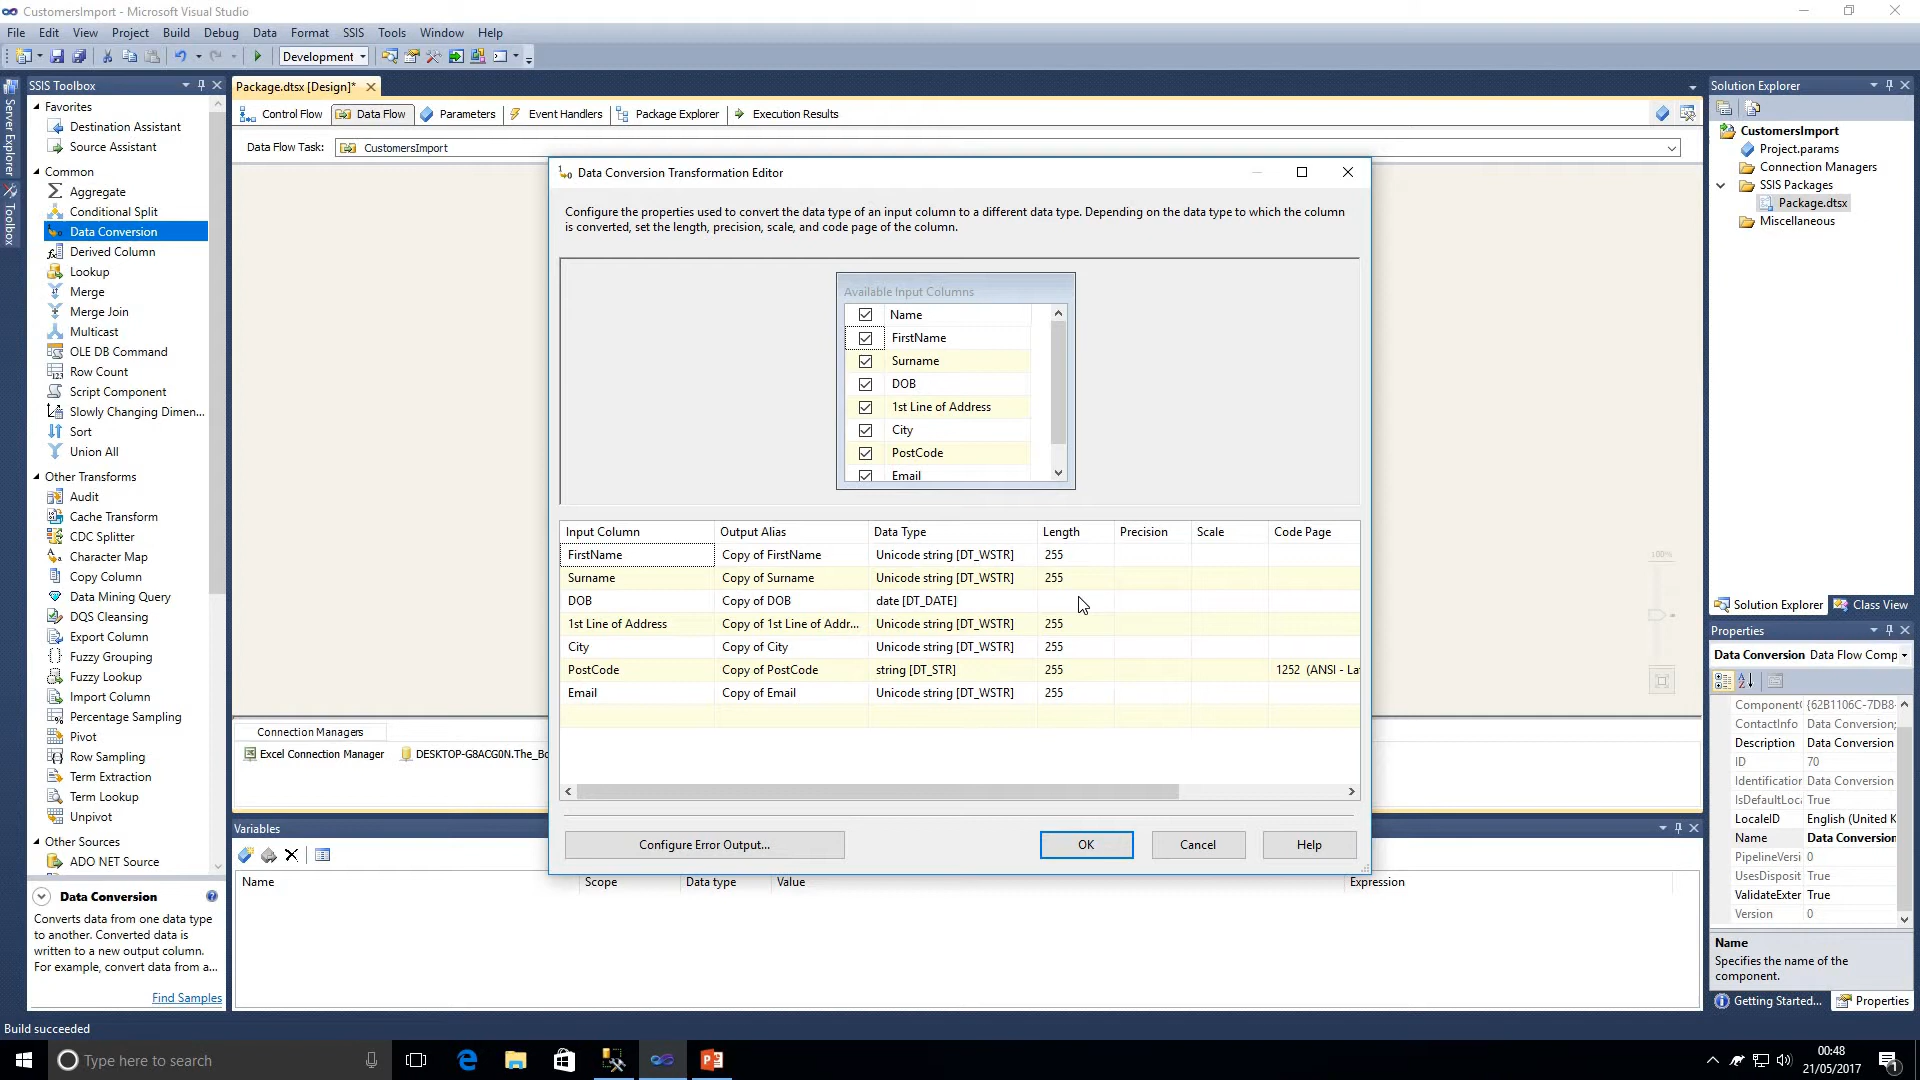 CustomersImport - Microsoft Visual Studio
File Edit View Project Build Debug Data Format SSIS Tools Window Help
Development
Server Explorer
Toolbox
SSIS Toolbox
Favorites
Destination Assistant
Source Assistant
Common
Aggregate
Conditional Split
Data Conversion
Derived Column
Lookup
Merge
Merge Join
Multicast
OLE DB Command
Row Count
Script Component
Slowly Changing Dimen...
Sort
Union All
Other Transforms
Audit
Cache Transform
CDC Splitter
Character Map
Copy Column
Data Mining Query
DQS Cleansing
Export Column
Fuzzy Grouping
Fuzzy Lookup
Import Column
Percentage Sampling
Pivot
Row Sampling
Term Extraction
Term Lookup
Unpivot
Other Sources
ADO NET Source
Data Conversion
Converts data from one data type
to another. Converted data is
written to a new output column.
For example, convert data from a...
Find Samples
Package.dtsx [Design]*
Control Flow Data Flow Parameters Event Handlers Package Explorer Execution Results
Data Flow Task: CustomersImport
Data Conversion Transformation Editor
Configure the properties used to convert the data type of an input column to a different data type. Depending on the data type to which the column
is converted, set the length, precision, scale, and code page of the column.
Available Input Columns
Name
FirstName
Surname
DOB
1st Line of Address
City
PostCode
Email
Input Column Output Alias Data Type Length Precision Scale Code Page
FirstName Copy of FirstName Unicode string [DT_WSTR] 255
Surname Copy of Surname Unicode string [DT_WSTR] 255
DOB Copy of DOB date [DT_DATE]
1st Line of Address Copy of 1st Line of Addr... Unicode string [DT_WSTR] 255
City Copy of City Unicode string [DT_WSTR] 255
PostCode Copy of PostCode string [DT_STR] 255 1252 (ANSI - La
Email Copy of Email Unicode string [DT_WSTR] 255
Configure Error Output... OK Cancel Help
100%
Connection Managers
Excel Connection Manager DESKTOP-G8ACG0N.The_Bo
Variables
Name Scope Data type Value Expression
Solution Explorer
CustomersImport
Project.params
Connection Managers
SSIS Packages
Package.dtsx
Miscellaneous
Solution Explorer Class View
Properties
Data Conversion Data Flow Comp
Component( {62B1106C-7DB8-
ContactInfo Data Conversion;
Description Data Conversion
ID 70
Identification Data Conversion
IsDefaultLoca True
LocaleID English (United K
Name Data Conversion
PipelineVersi 0
UsesDisposit True
ValidateExter True
Version 0
Name
Specifies the name of the
component.
Getting Started... Properties
Build succeeded
Type here to search
00:48
21/05/2017
1